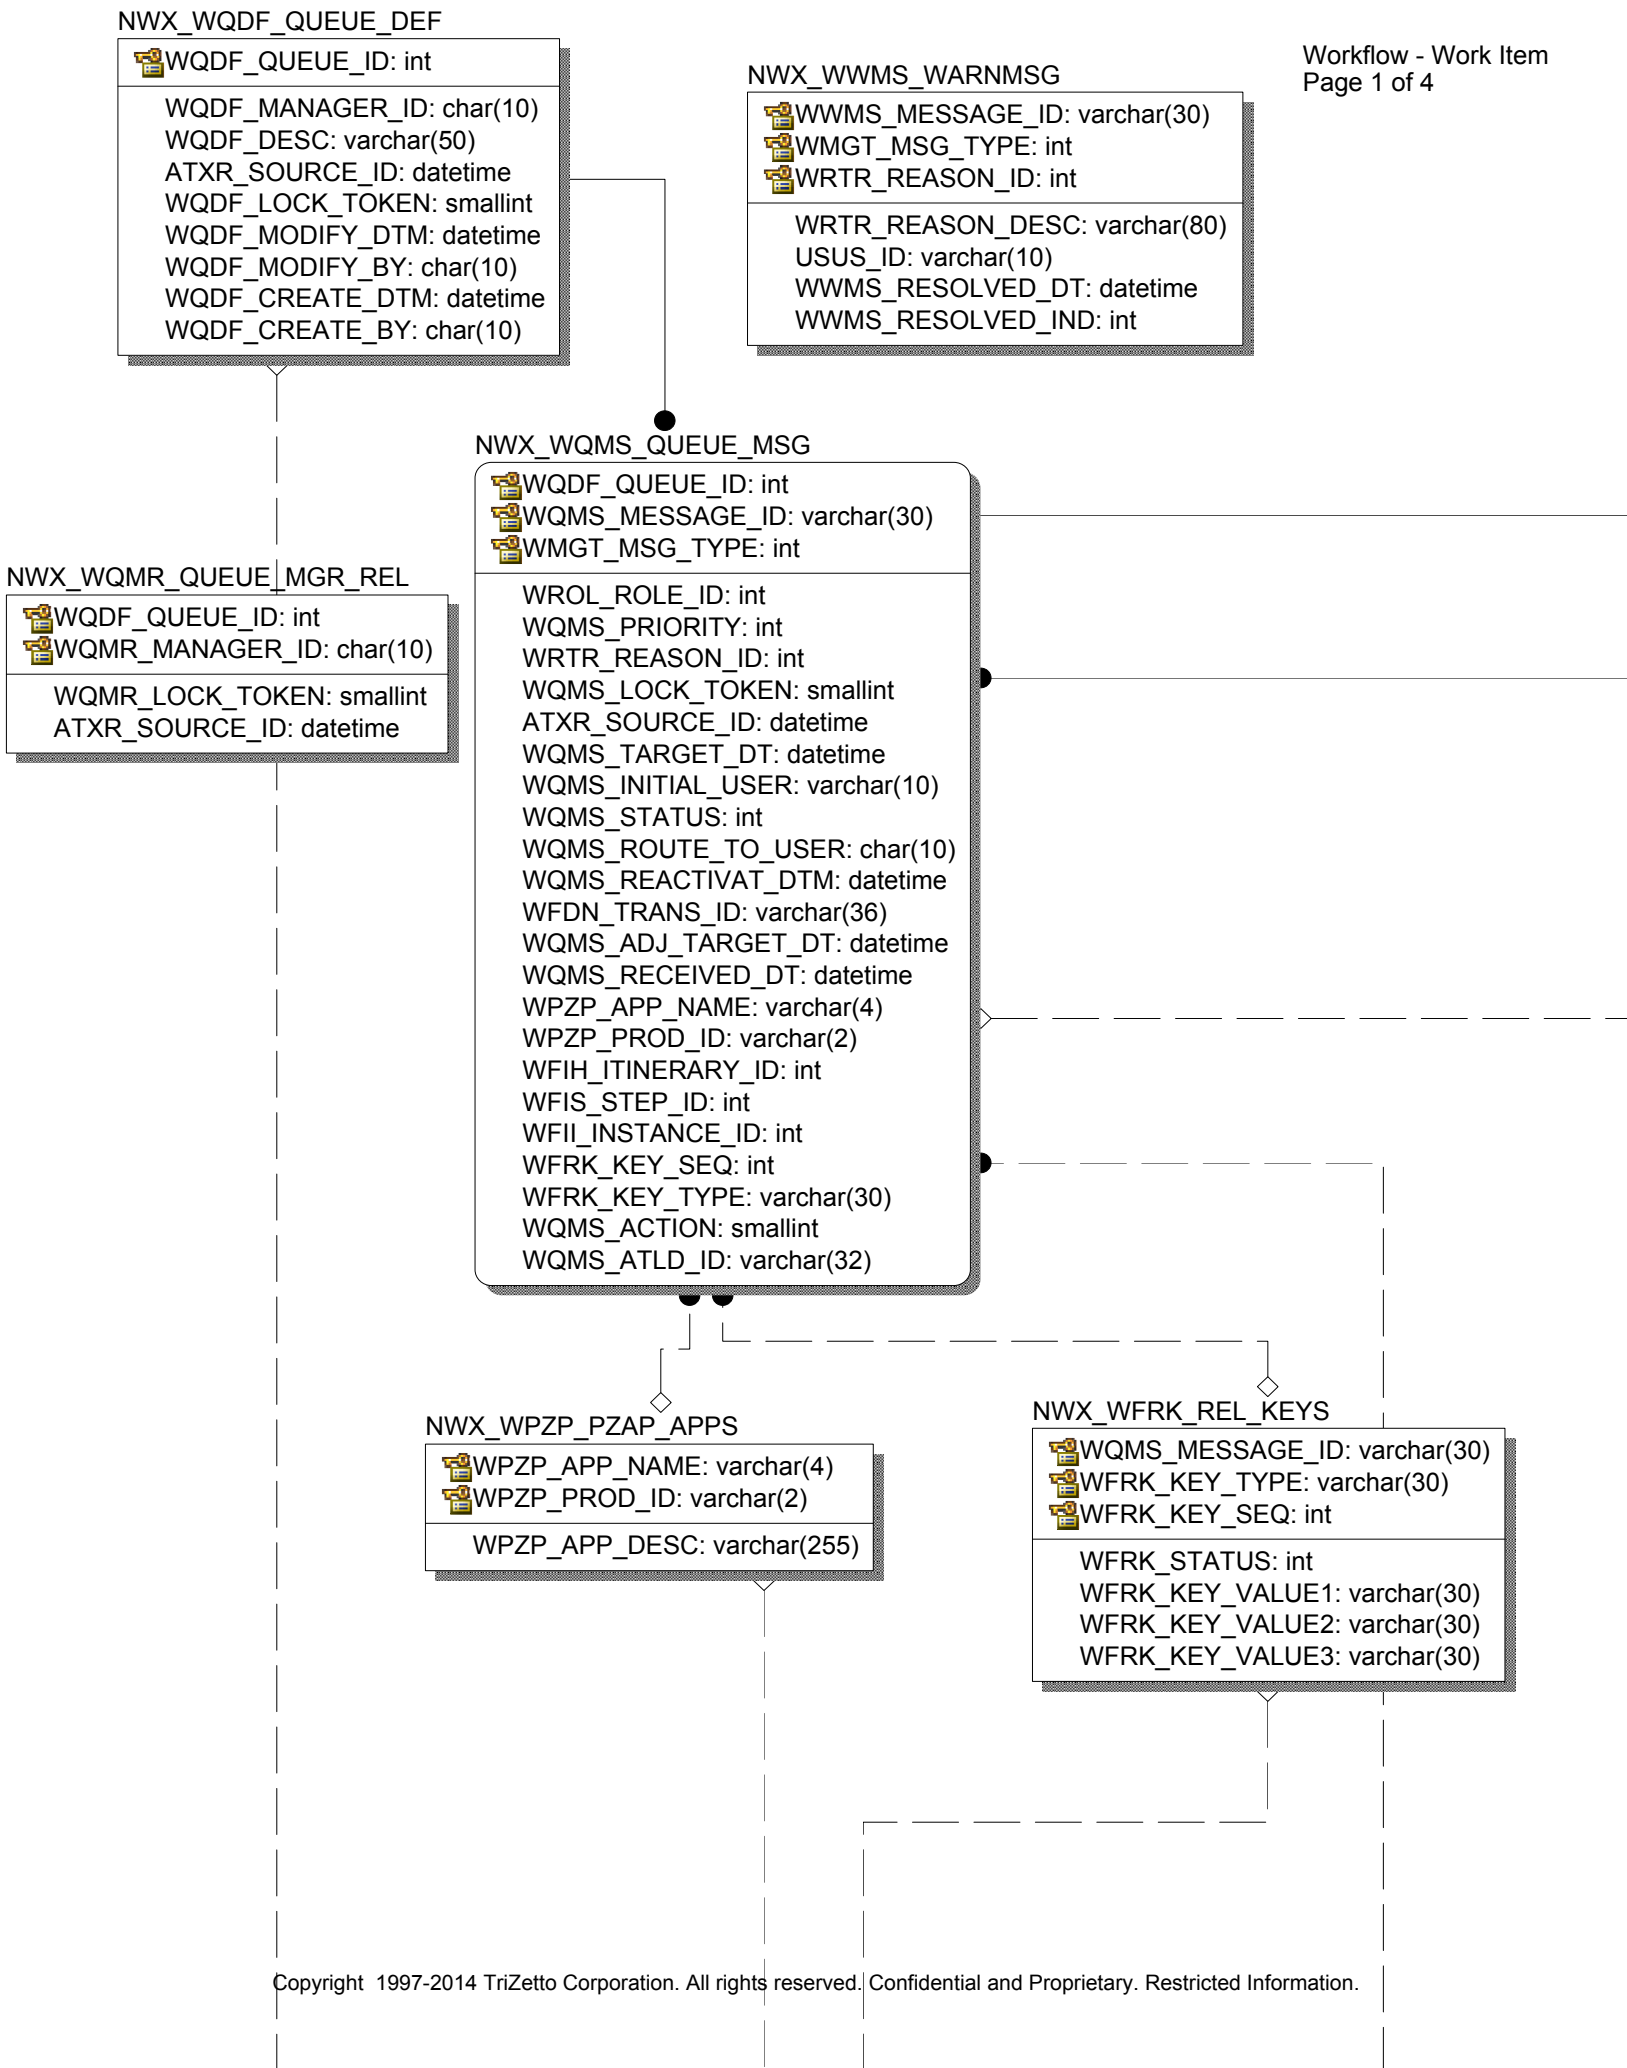 NWX_WQDF_QUEUE_DEF
WQDF_QUEUE_ID: int
WQDF_MANAGER_ID: char(10)
WQDF_DESC: varchar(50)
ATXR_SOURCE_ID: datetime
WQDF_LOCK_TOKEN: smallint
WQDF_MODIFY_DTM: datetime
WQDF_MODIFY_BY: char(10)
WQDF_CREATE_DTM: datetime
WQDF_CREATE_BY: char(10)
NWX_WWMS_WARNMSG
WWMS_MESSAGE_ID: varchar(30)
WMGT_MSG_TYPE: int
WRTR_REASON_ID: int
WRTR_REASON_DESC: varchar(80)
USUS_ID: varchar(10)
WWMS_RESOLVED_DT: datetime
WWMS_RESOLVED_IND: int
Workflow - Work Item
Page 1 of 4
NWX_WQMS_QUEUE_MSG
WQDF_QUEUE_ID: int
WQMS_MESSAGE_ID: varchar(30)
WMGT_MSG_TYPE: int
WROL_ROLE_ID: int
WQMS_PRIORITY: int
WRTR_REASON_ID: int
WQMS_LOCK_TOKEN: smallint
ATXR_SOURCE_ID: datetime
WQMS_TARGET_DT: datetime
WQMS_INITIAL_USER: varchar(10)
WQMS_STATUS: int
WQMS_ROUTE_TO_USER: char(10)
WQMS_REACTIVAT_DTM: datetime
WFDN_TRANS_ID: varchar(36)
WQMS_ADJ_TARGET_DT: datetime
WQMS_RECEIVED_DT: datetime
WPZP_APP_NAME: varchar(4)
WPZP_PROD_ID: varchar(2)
WFIH_ITINERARY_ID: int
WFIS_STEP_ID: int
WFII_INSTANCE_ID: int
WFRK_KEY_SEQ: int
WFRK_KEY_TYPE: varchar(30)
WQMS_ACTION: smallint
WQMS_ATLD_ID: varchar(32)
NWX_WQMR_QUEUE_MGR_REL
WQDF_QUEUE_ID: int
WQMR_MANAGER_ID: char(10)
WQMR_LOCK_TOKEN: smallint
ATXR_SOURCE_ID: datetime
NWX_WPZP_PZAP_APPS
WPZP_APP_NAME: varchar(4)
WPZP_PROD_ID: varchar(2)
WPZP_APP_DESC: varchar(255)
NWX_WFRK_REL_KEYS
WQMS_MESSAGE_ID: varchar(30)
WFRK_KEY_TYPE: varchar(30)
WFRK_KEY_SEQ: int
WFRK_STATUS: int
WFRK_KEY_VALUE1: varchar(30)
WFRK_KEY_VALUE2: varchar(30)
WFRK_KEY_VALUE3: varchar(30)
Copyright 1997-2014 TriZetto Corporation. All rights reserved. Confidential and Proprietary. Restricted Information.